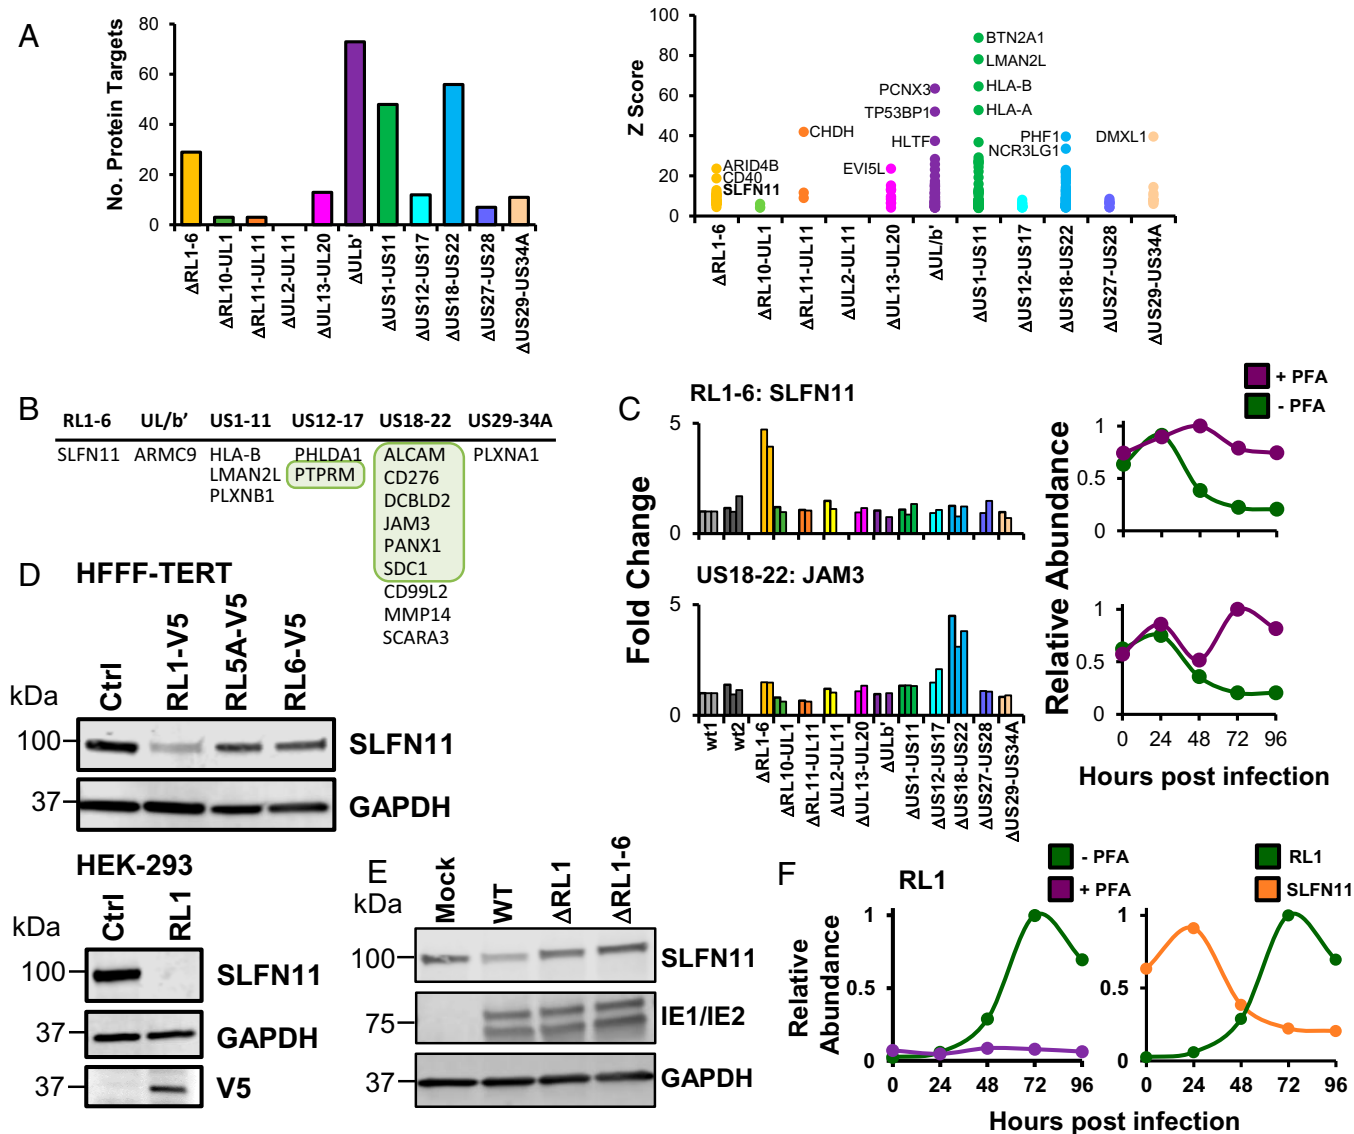 A
No. Protein Targets
80
60
40
20
0
ΔRL1-6
ΔRL10-UL1
ΔRL11-UL11
ΔUL2-UL11
ΔUL13-UL20
ΔULb'
ΔUS1-US11
ΔUS12-US17
ΔUS18-US22
ΔUS27-US28
ΔUS29-US34A
Z Score
100
80
60
40
20
0
ARID4B
CD40
SLFN11
CHDH
EVI5L
PCNX3
TP53BP1
HLTF
BTN2A1
LMAN2L
HLA-B
HLA-A
PHF1
NCR3LG1
DMXL1
ΔRL1-6
ΔRL10-UL1
ΔRL11-UL11
ΔUL2-UL11
ΔUL13-UL20
ΔUL/b'
ΔUS1-US11
ΔUS12-US17
ΔUS18-US22
ΔUS27-US28
ΔUS29-US34A
B
RL1-6 UL/b' US1-11 US12-17 US18-22 US29-34A
SLFN11 ARMC9 HLA-B PHLDA1 ALCAM PLXNA1
LMAN2L PTPRM CD276
PLXNB1 DCBLD2
JAM3
PANX1
SDC1
CD99L2
MMP14
SCARA3
C
RL1-6: SLFN11
5
0
US18-22: JAM3
5
0
Fold Change
wt1
wt2
ΔRL1-6
ΔRL10-UL1
ΔRL11-UL11
ΔUL2-UL11
ΔUL13-UL20
ΔULb'
ΔUS1-US11
ΔUS12-US17
ΔUS18-US22
ΔUS27-US28
ΔUS29-US34A
+ PFA
- PFA
Relative Abundance
1
0.5
0
1
0.5
0
0 24 48 72 96
Hours post infection
D
HFFF-TERT
kDa
Ctrl
RL1-V5
RL5A-V5
RL6-V5
100
SLFN11
37
GAPDH
HEK-293
kDa
Ctrl
RL1
100
SLFN11
37
GAPDH
37
V5
E
kDa
Mock
WT
ΔRL1
ΔRL1-6
100
SLFN11
75
IE1/IE2
37
GAPDH
F
RL1
- PFA
+ PFA
RL1
SLFN11
Relative
Abundance
1
0.5
0
0 24 48 72 96
1
0.5
0
0 24 48 72 96
Hours post infection